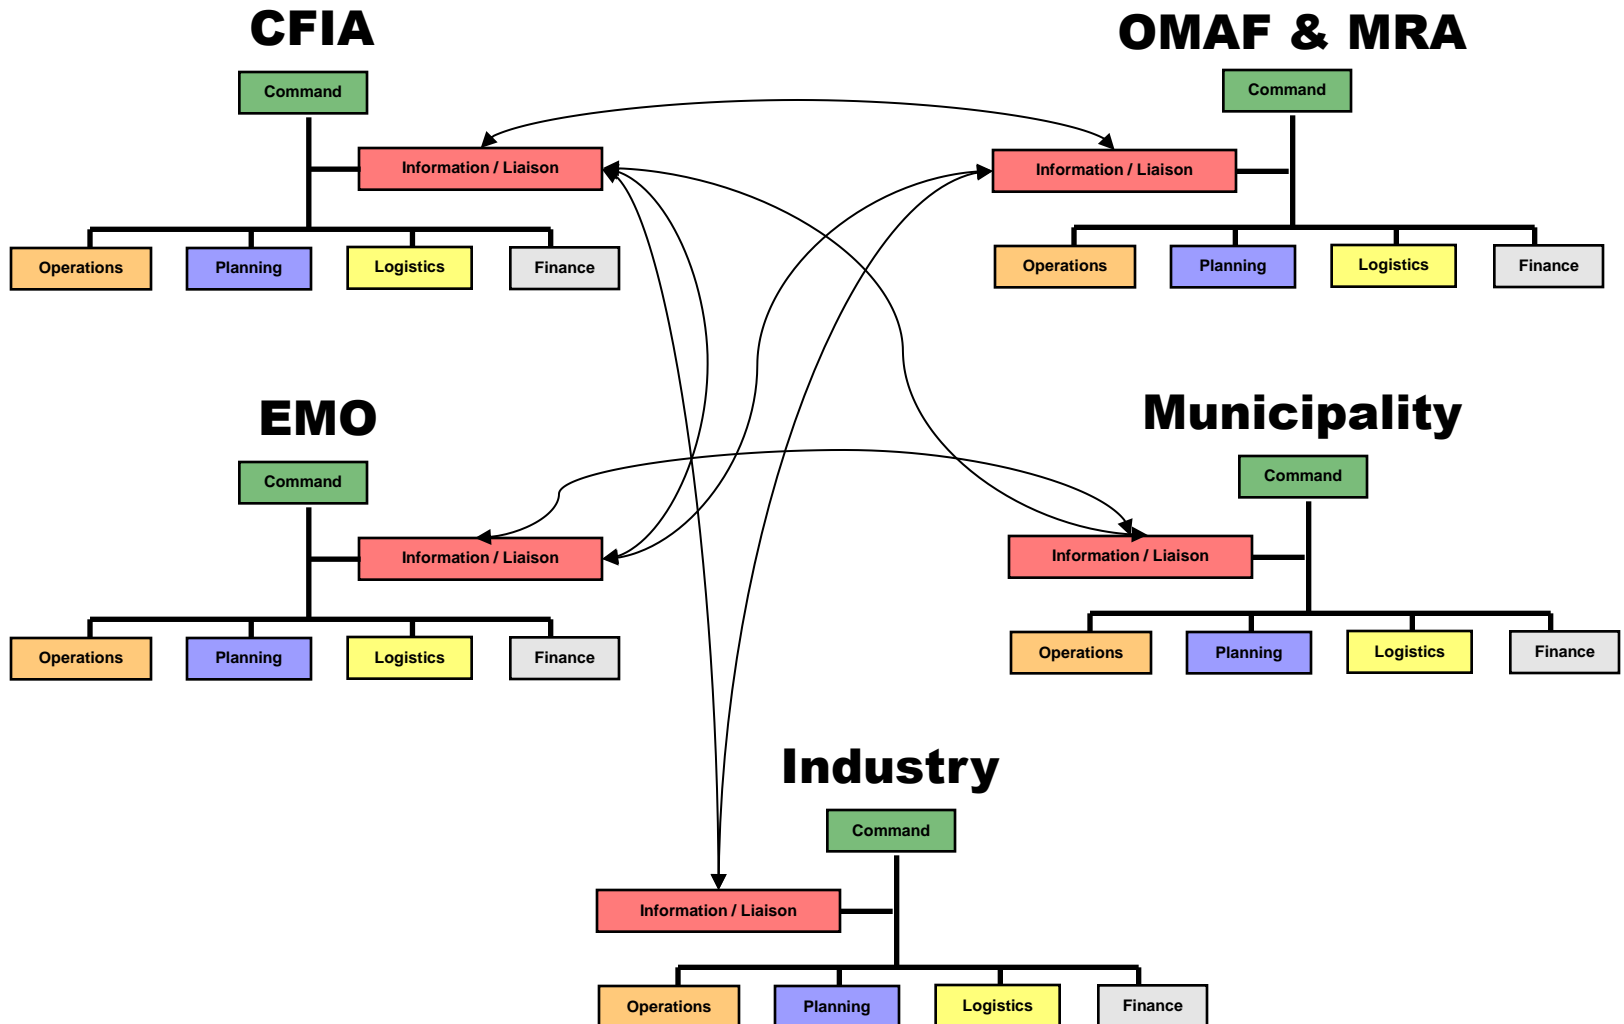 CFIA
Command
Information / Liaison
Operations
Planning
Logistics
Finance
OMAF & MRA
Command
Information / Liaison
Operations
Planning
Logistics
Finance
EMO
Command
Information / Liaison
Operations
Planning
Logistics
Finance
Municipality
Command
Information / Liaison
Operations
Planning
Logistics
Finance
Industry
Command
Information / Liaison
Operations
Planning
Logistics
Finance